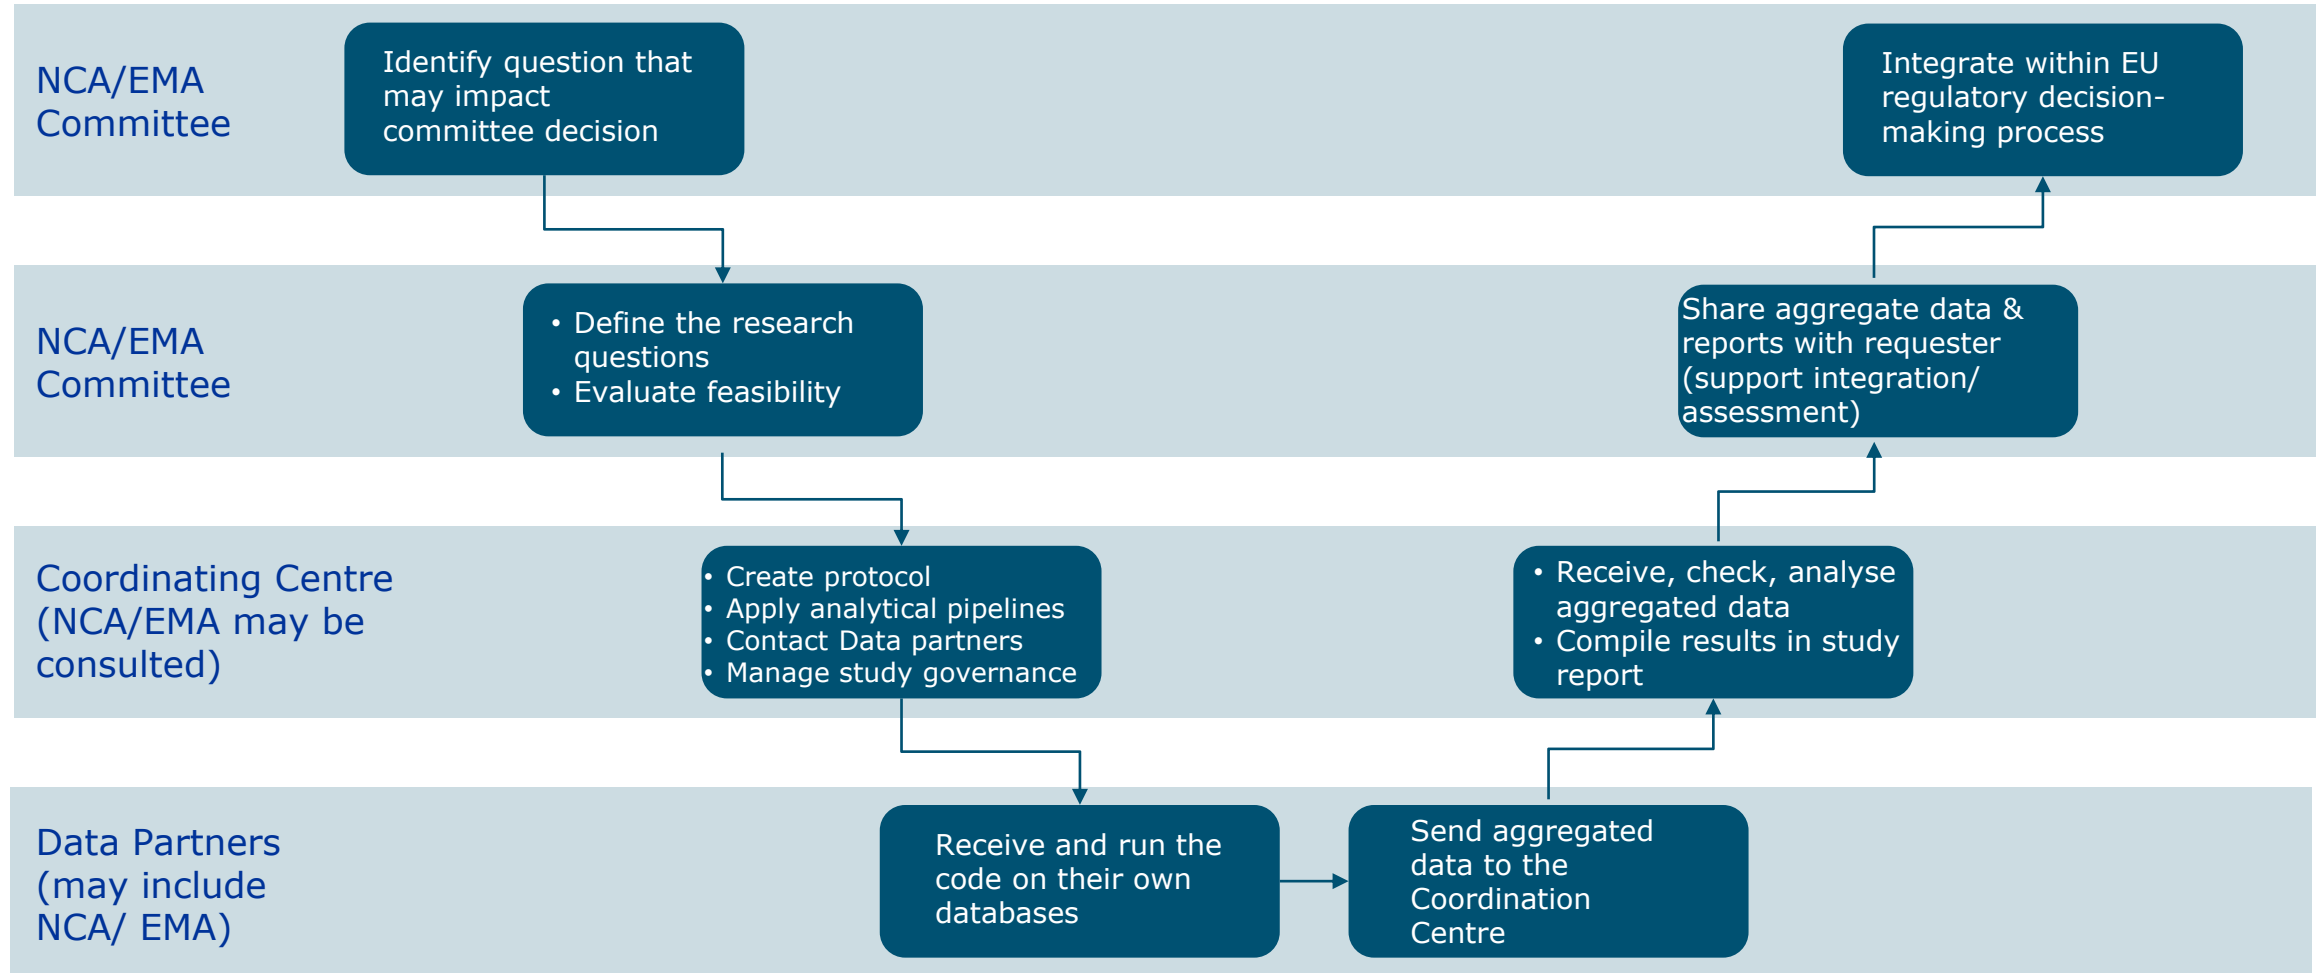 NCA/EMA
Committee
Identify question that
may impact
committee decision
Integrate within EU
regulatory decision-
making process
NCA/EMA
Committee
• Define the research
questions
• Evaluate feasibility
Share aggregate data &
reports with requester
(support integration/
assessment)
Coordinating Centre
(NCA/EMA may be
consulted)
• Create protocol
• Apply analytical pipelines
• Contact Data partners
• Manage study governance
• Receive, check, analyse
aggregated data
• Compile results in study
report
Data Partners
(may include
NCA/ EMA)
Receive and run the
code on their own
databases
Send aggregated
data to the
Coordination
Centre